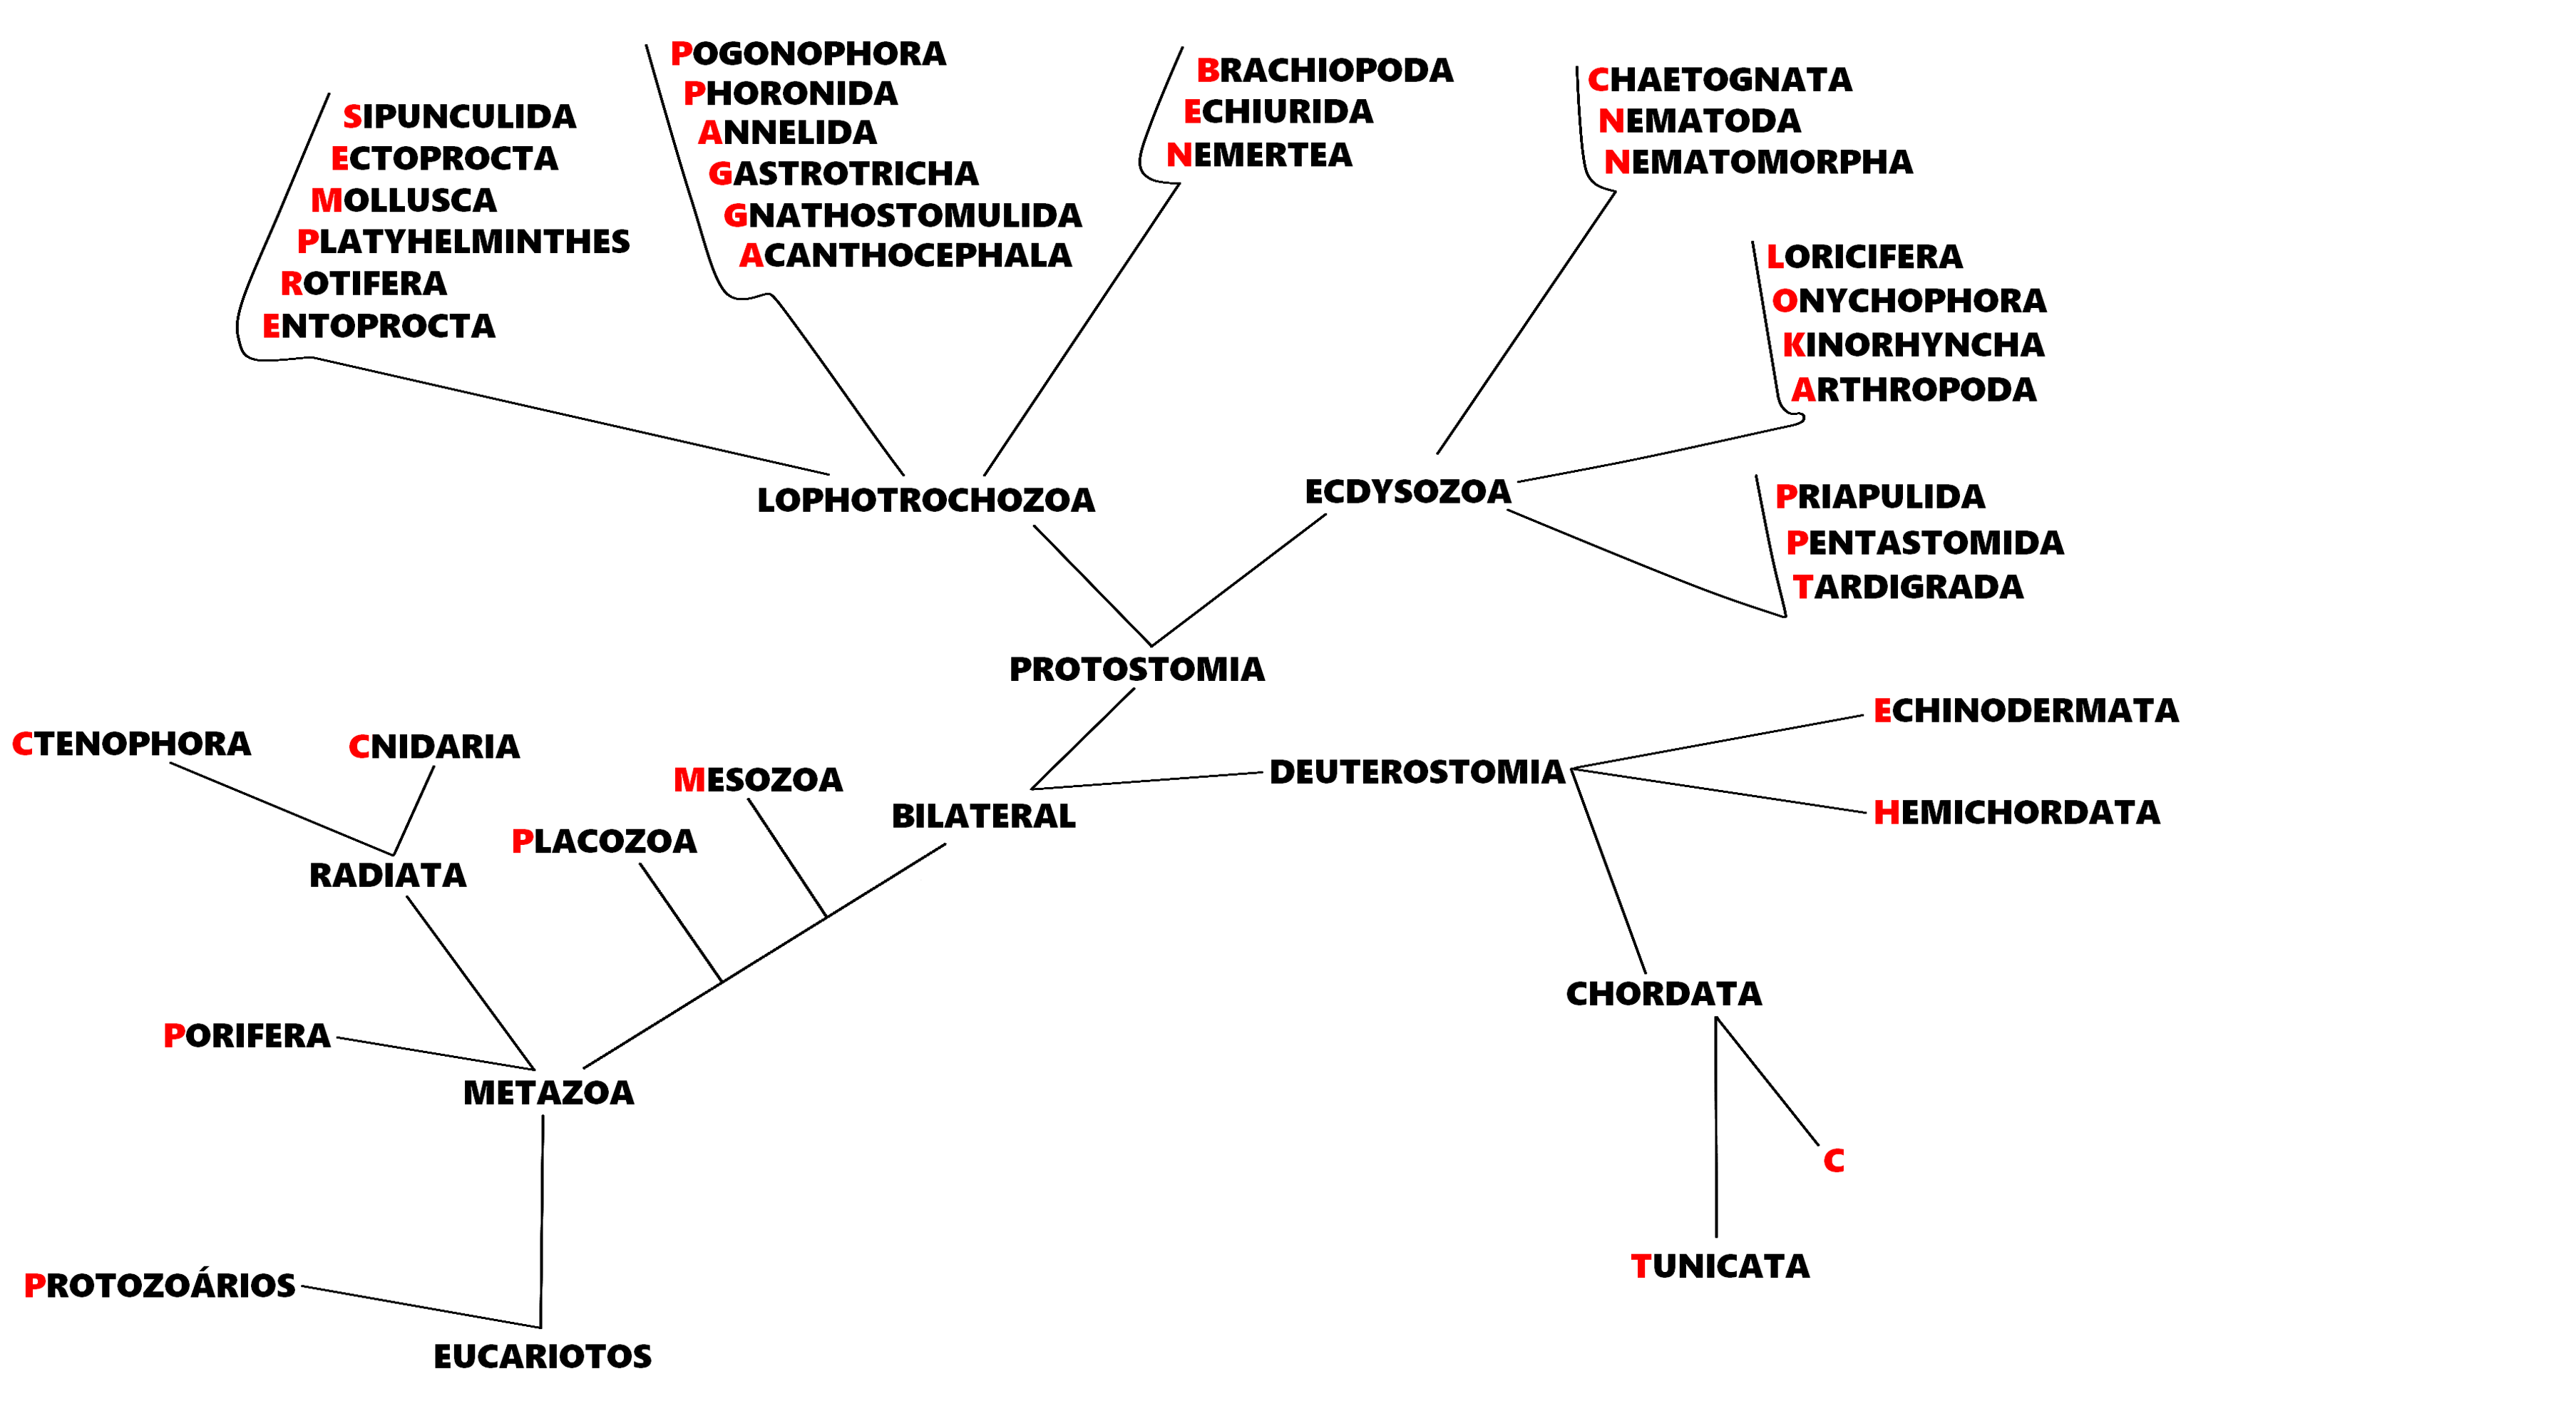 SIPUNCULIDA
ECTOPROCTA
MOLLUSCA
PLATYHELMINTHES
ROTIFERA
ENTOPROCTA
POGONOPHORA
PHORONIDA
ANNELIDA
GASTROTRICHA
GNATHOSTOMULIDA
ACANTHOCEPHALA
BRACHIOPODA
ECHIURIDA
NEMERTEA
CHAETOGNATA
NEMATODA
NEMATOMORPHA
LORICIFERA
ONYCHOPHORA
KINORHYNCHA
ARTHROPODA
PRIAPULIDA
PENTASTOMIDA
TARDIGRADA
LOPHOTROCHOZOA
ECDYSOZOA
PROTOSTOMIA
CTENOPHORA
CNIDARIA
MESOZOA
PLACOZOA
BILATERAL
DEUTEROSTOMIA
ECHINODERMATA
HEMICHORDATA
RADIATA
CHORDATA
PORIFERA
METAZOA
C
TUNICATA
PROTOZOÁRIOS
EUCARIOTOS